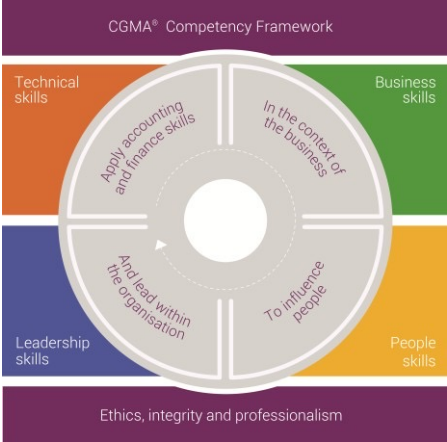 CGMA® Competency Framework
Technical
skills
Business
skills
Apply accounting
and finance skills
In the context of
the business
And lead within
the organisation
To influence
people
Leadership
skills
People
skills
Ethics, integrity and professionalism